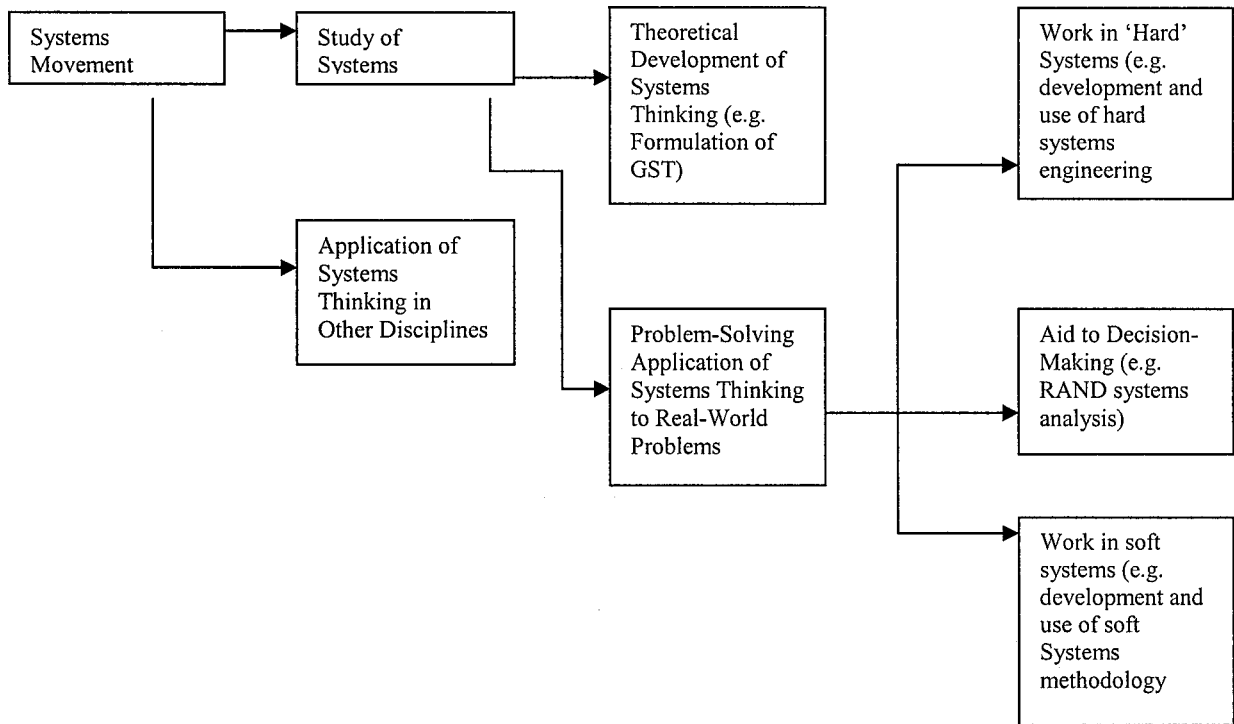 Systems
Movement
Study of
Systems
Theoretical
Development of
Systems
Thinking (e.g.
Formulation of
GST)
Work in ‘Hard’
Systems (e.g.
development and
use of hard
systems
engineering
Application of
Systems
Thinking in
Other Disciplines
Problem-Solving
Application of
Systems Thinking
to Real-World
Problems
Aid to Decision-
Making (e.g.
RAND systems
analysis)
Work in soft
systems (e.g.
development and
use of soft
Systems
methodology